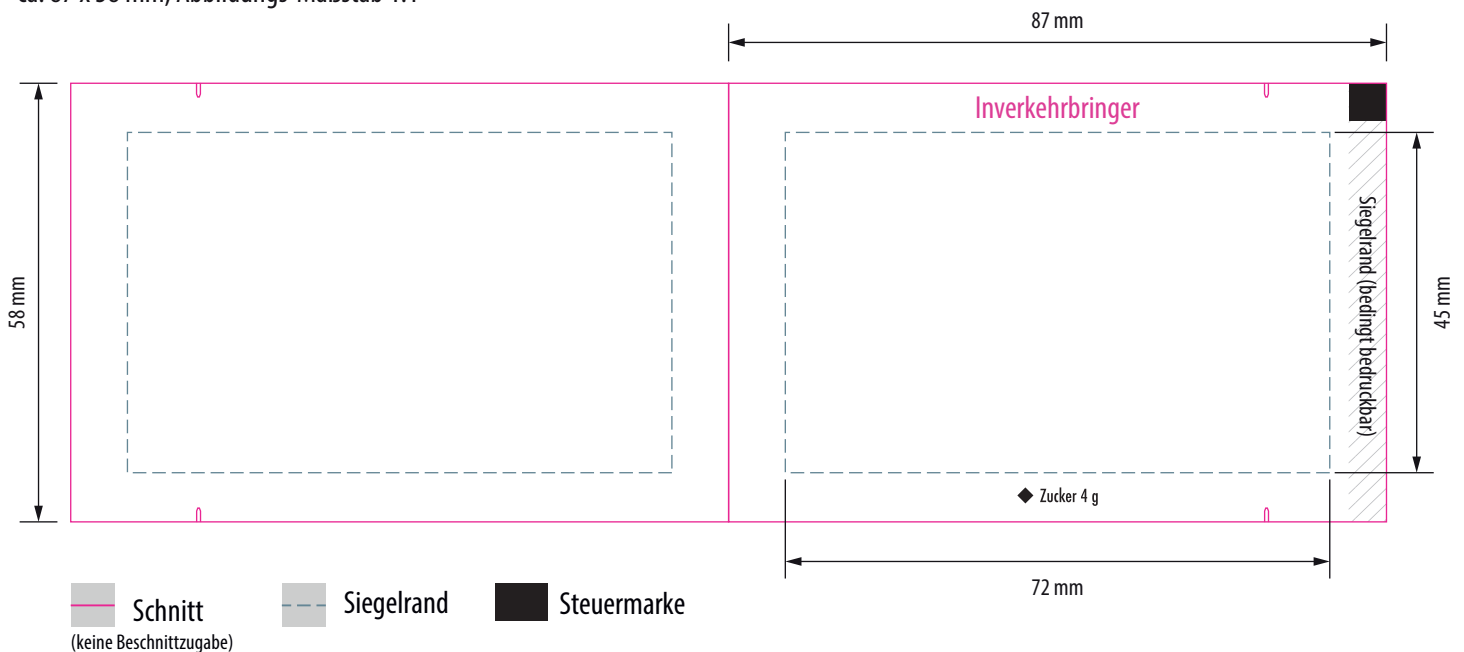 87 mm
Inverkehrbringer
58 mm
Siegelrand (bedingt bedruckbar)
45 mm
Zucker 4 g
72 mm
Schnitt
(keine Beschnittzugabe)
Siegelrand
Steuermarke